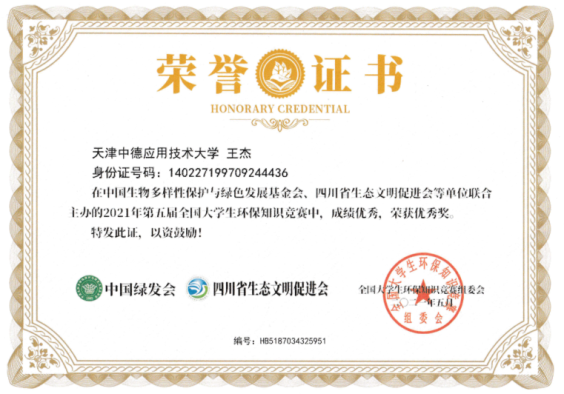 荣誉证书
HONORARY CREDENTIAL
天津中德应用技术大学 王杰
身份证号码：140227199709244436
在中国生物多样性保护与绿色发展基金会、四川省生态文明促进会等单位联合
主办的2021年第五届全国大学生环保知识竞赛中，成绩优秀，荣获优秀奖。
特发此证，以资鼓励！
中国绿发会 四川省生态文明促进会
全国大学生环保知识竞赛组委会
二〇二一年五月
全国大学生环保知识竞赛
组委会
编号：HB5187034325951